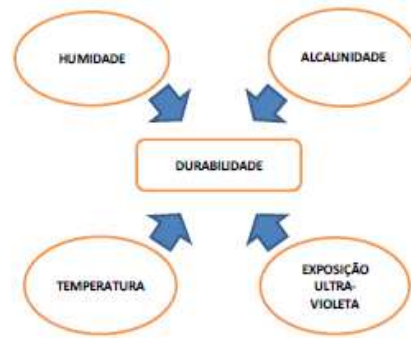 HUMIDADE
ALCALINIDADE
DURABILIDADE
TEMPERATURA
EXPOSIÇÃO
ULTRA-
VIOLETA